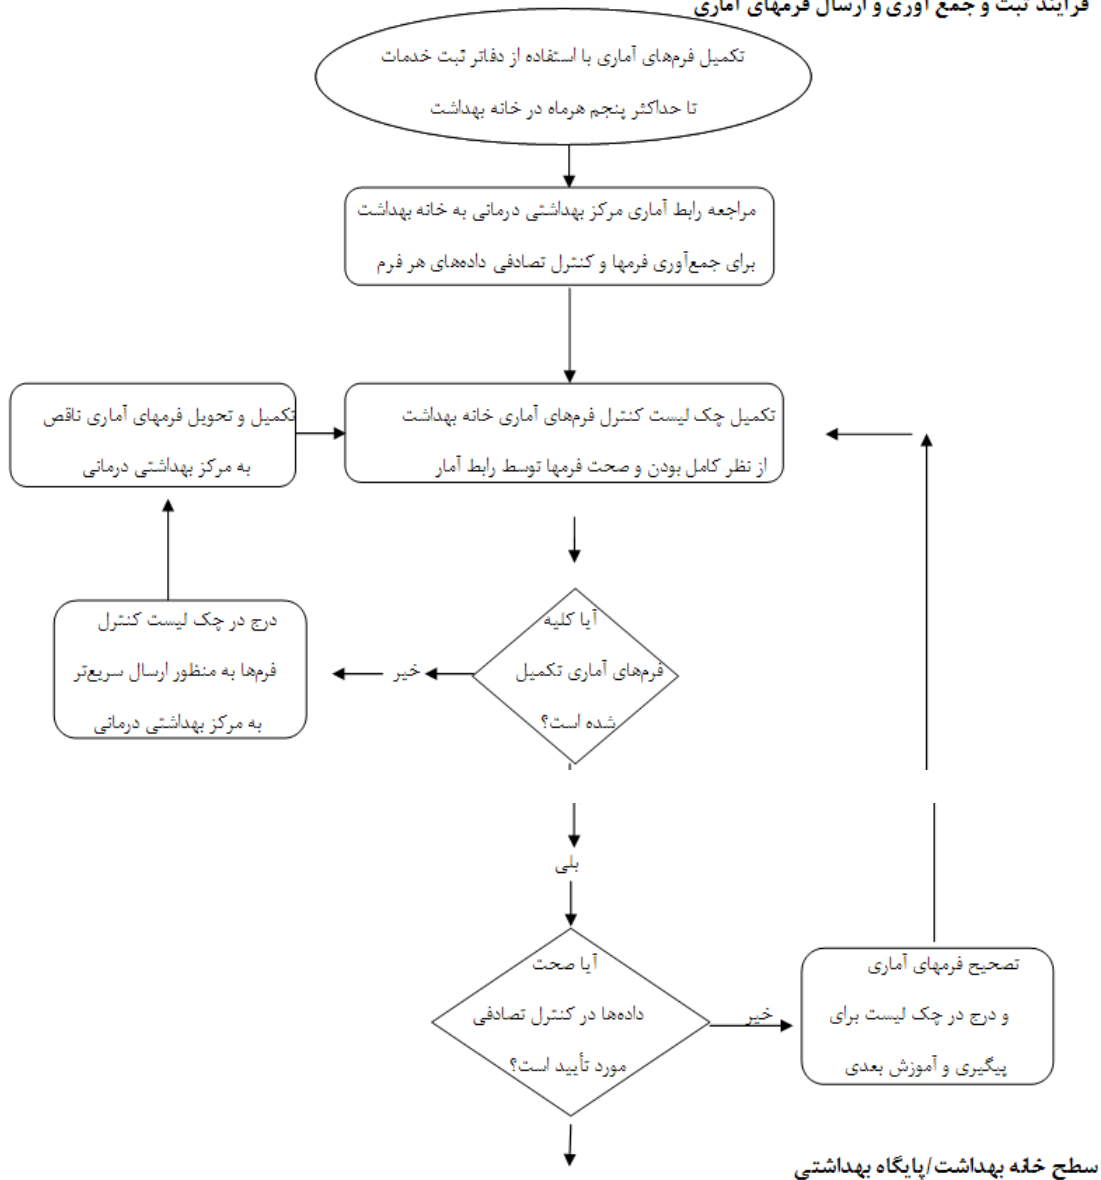 فرآیند ثبت و جمع آوری و ارسال فرمهای آماری
تکمیل فرم‌های آماری با استفاده از دفاتر ثبت خدمات
تا حداکثر پنجم هرماه در خانه بهداشت
مراجعه رابط آماری مرکز بهداشتی درمانی به خانه بهداشت
برای جمع‌آوری فرمها و کنترل تصادفی داده‌های هر فرم
تکمیل چک لیست کنترل فرم‌های آماری خانه بهداشت
از نظر کامل بودن و صحت فرمها توسط رابط آمار
تکمیل و تحویل فرمهای آماری ناقص
به مرکز بهداشتی درمانی
آیا کلیه
فرم‌های آماری تکمیل
شده است؟
خیر
درج در چک لیست کنترل
فرم‌ها به منظور ارسال سریع‌تر
به مرکز بهداشتی درمانی
بلی
آیا صحت
داده‌ها در کنترل تصادفی
مورد تأیید است؟
خیر
تصحیح فرمهای آماری
و درج در چک لیست برای
پیگیری و آموزش بعدی
سطح خانه بهداشت/پایگاه بهداشتی